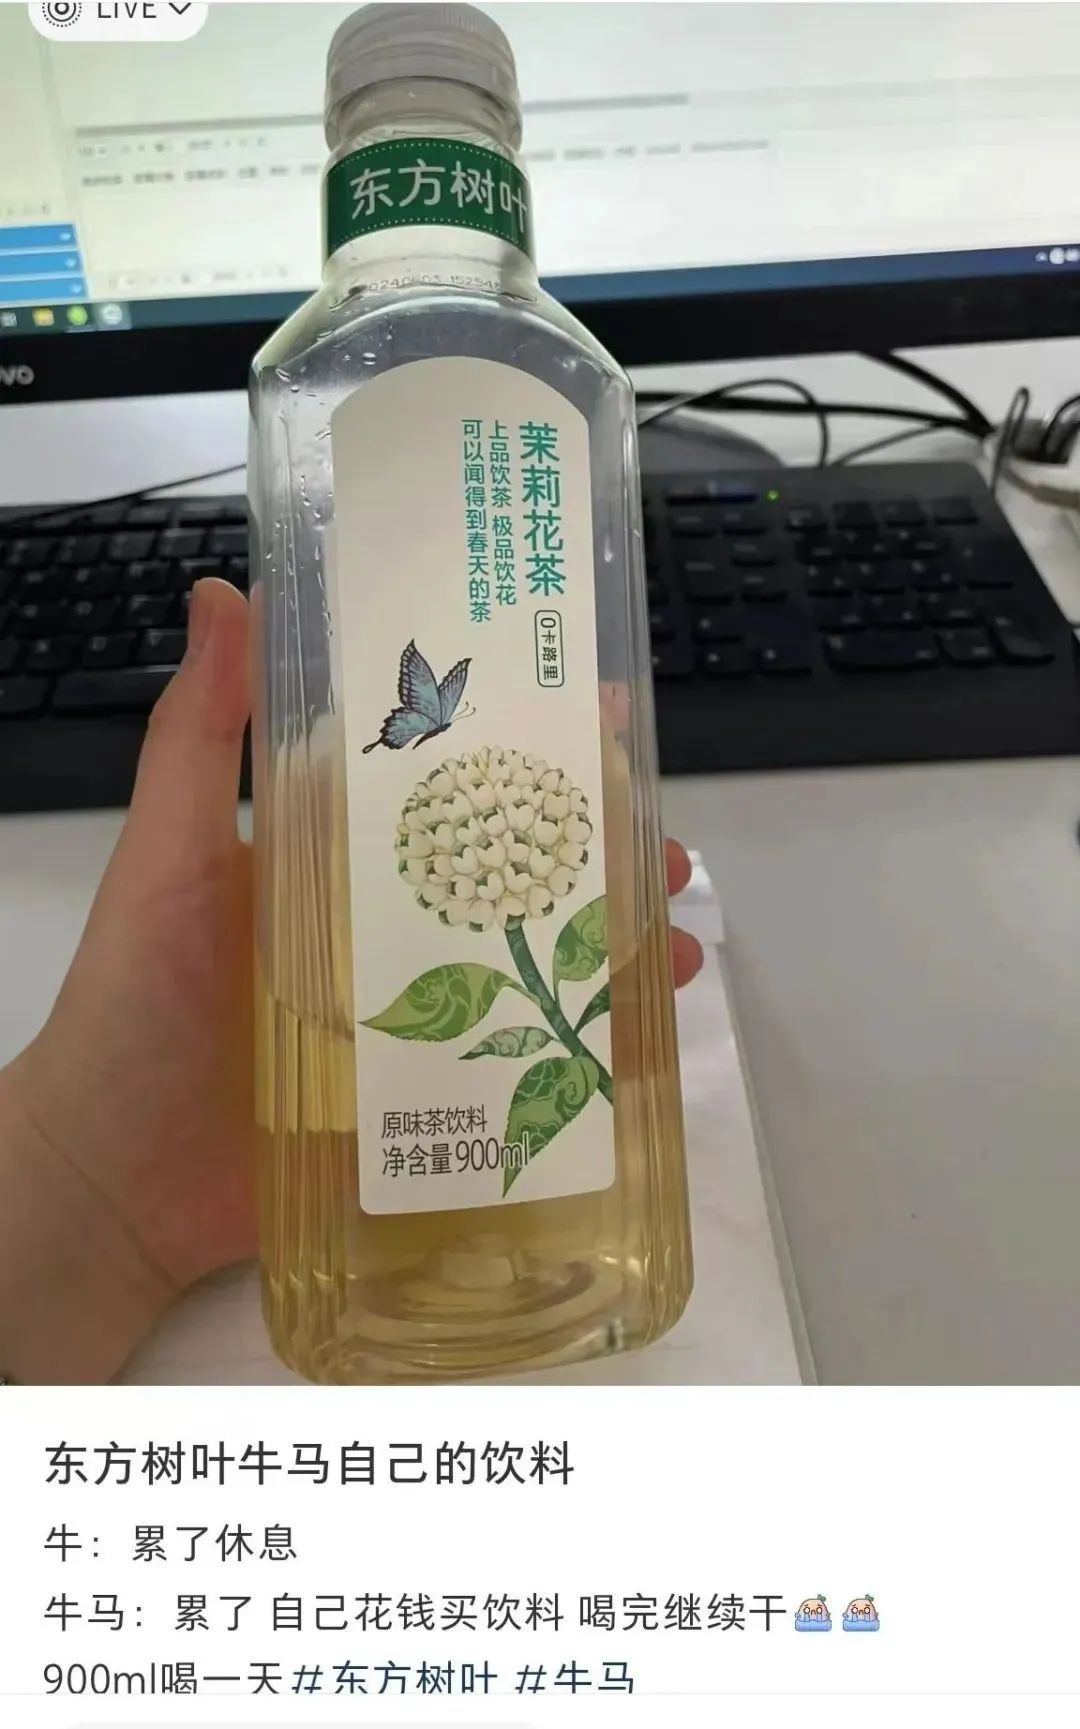 LIVE
东方树叶
茉莉花茶
0卡路里
上品饮茶 极品饮花
可以闻得到春天的茶
原味茶饮料
净含量900ml
东方树叶牛马自己的饮料
牛：累了休息
牛马：累了 自己花钱买饮料 喝完继续干
900ml喝一天#东方树叶 #牛马